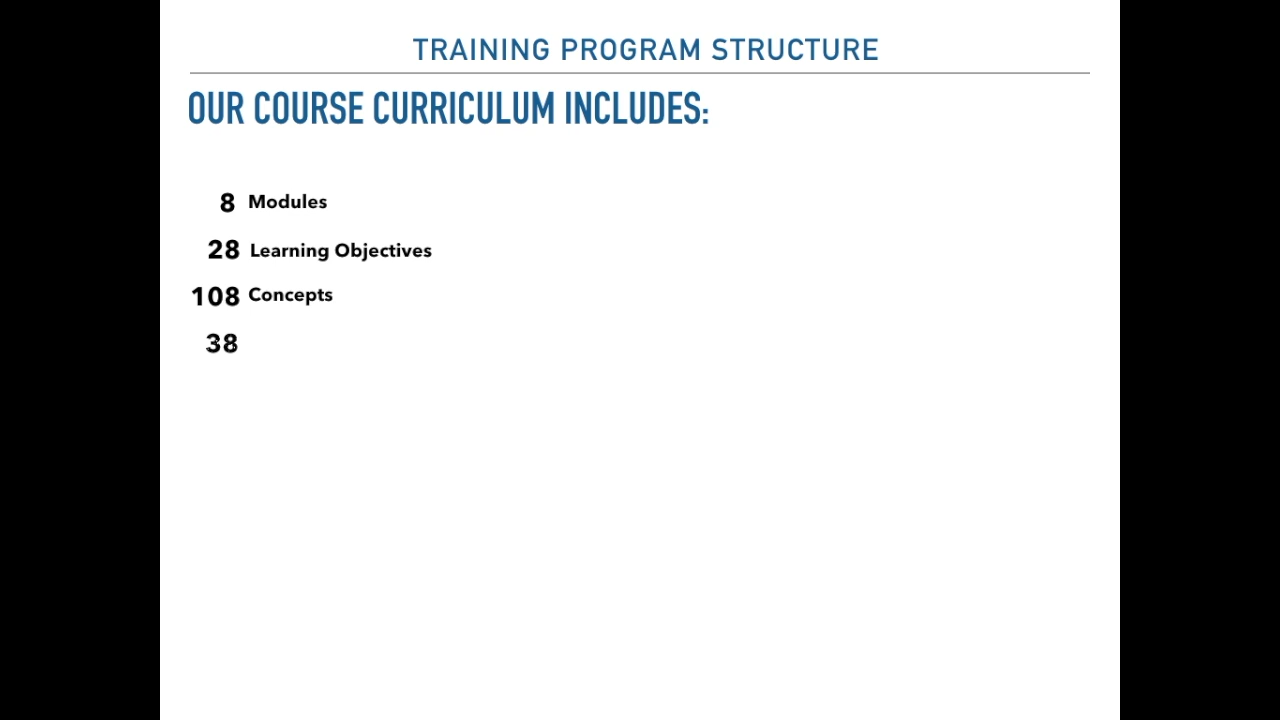 TRAINING PROGRAM STRUCTURE
OUR COURSE CURRICULUM INCLUDES:
8 Modules
28 Learning Objectives
108 Concepts
38